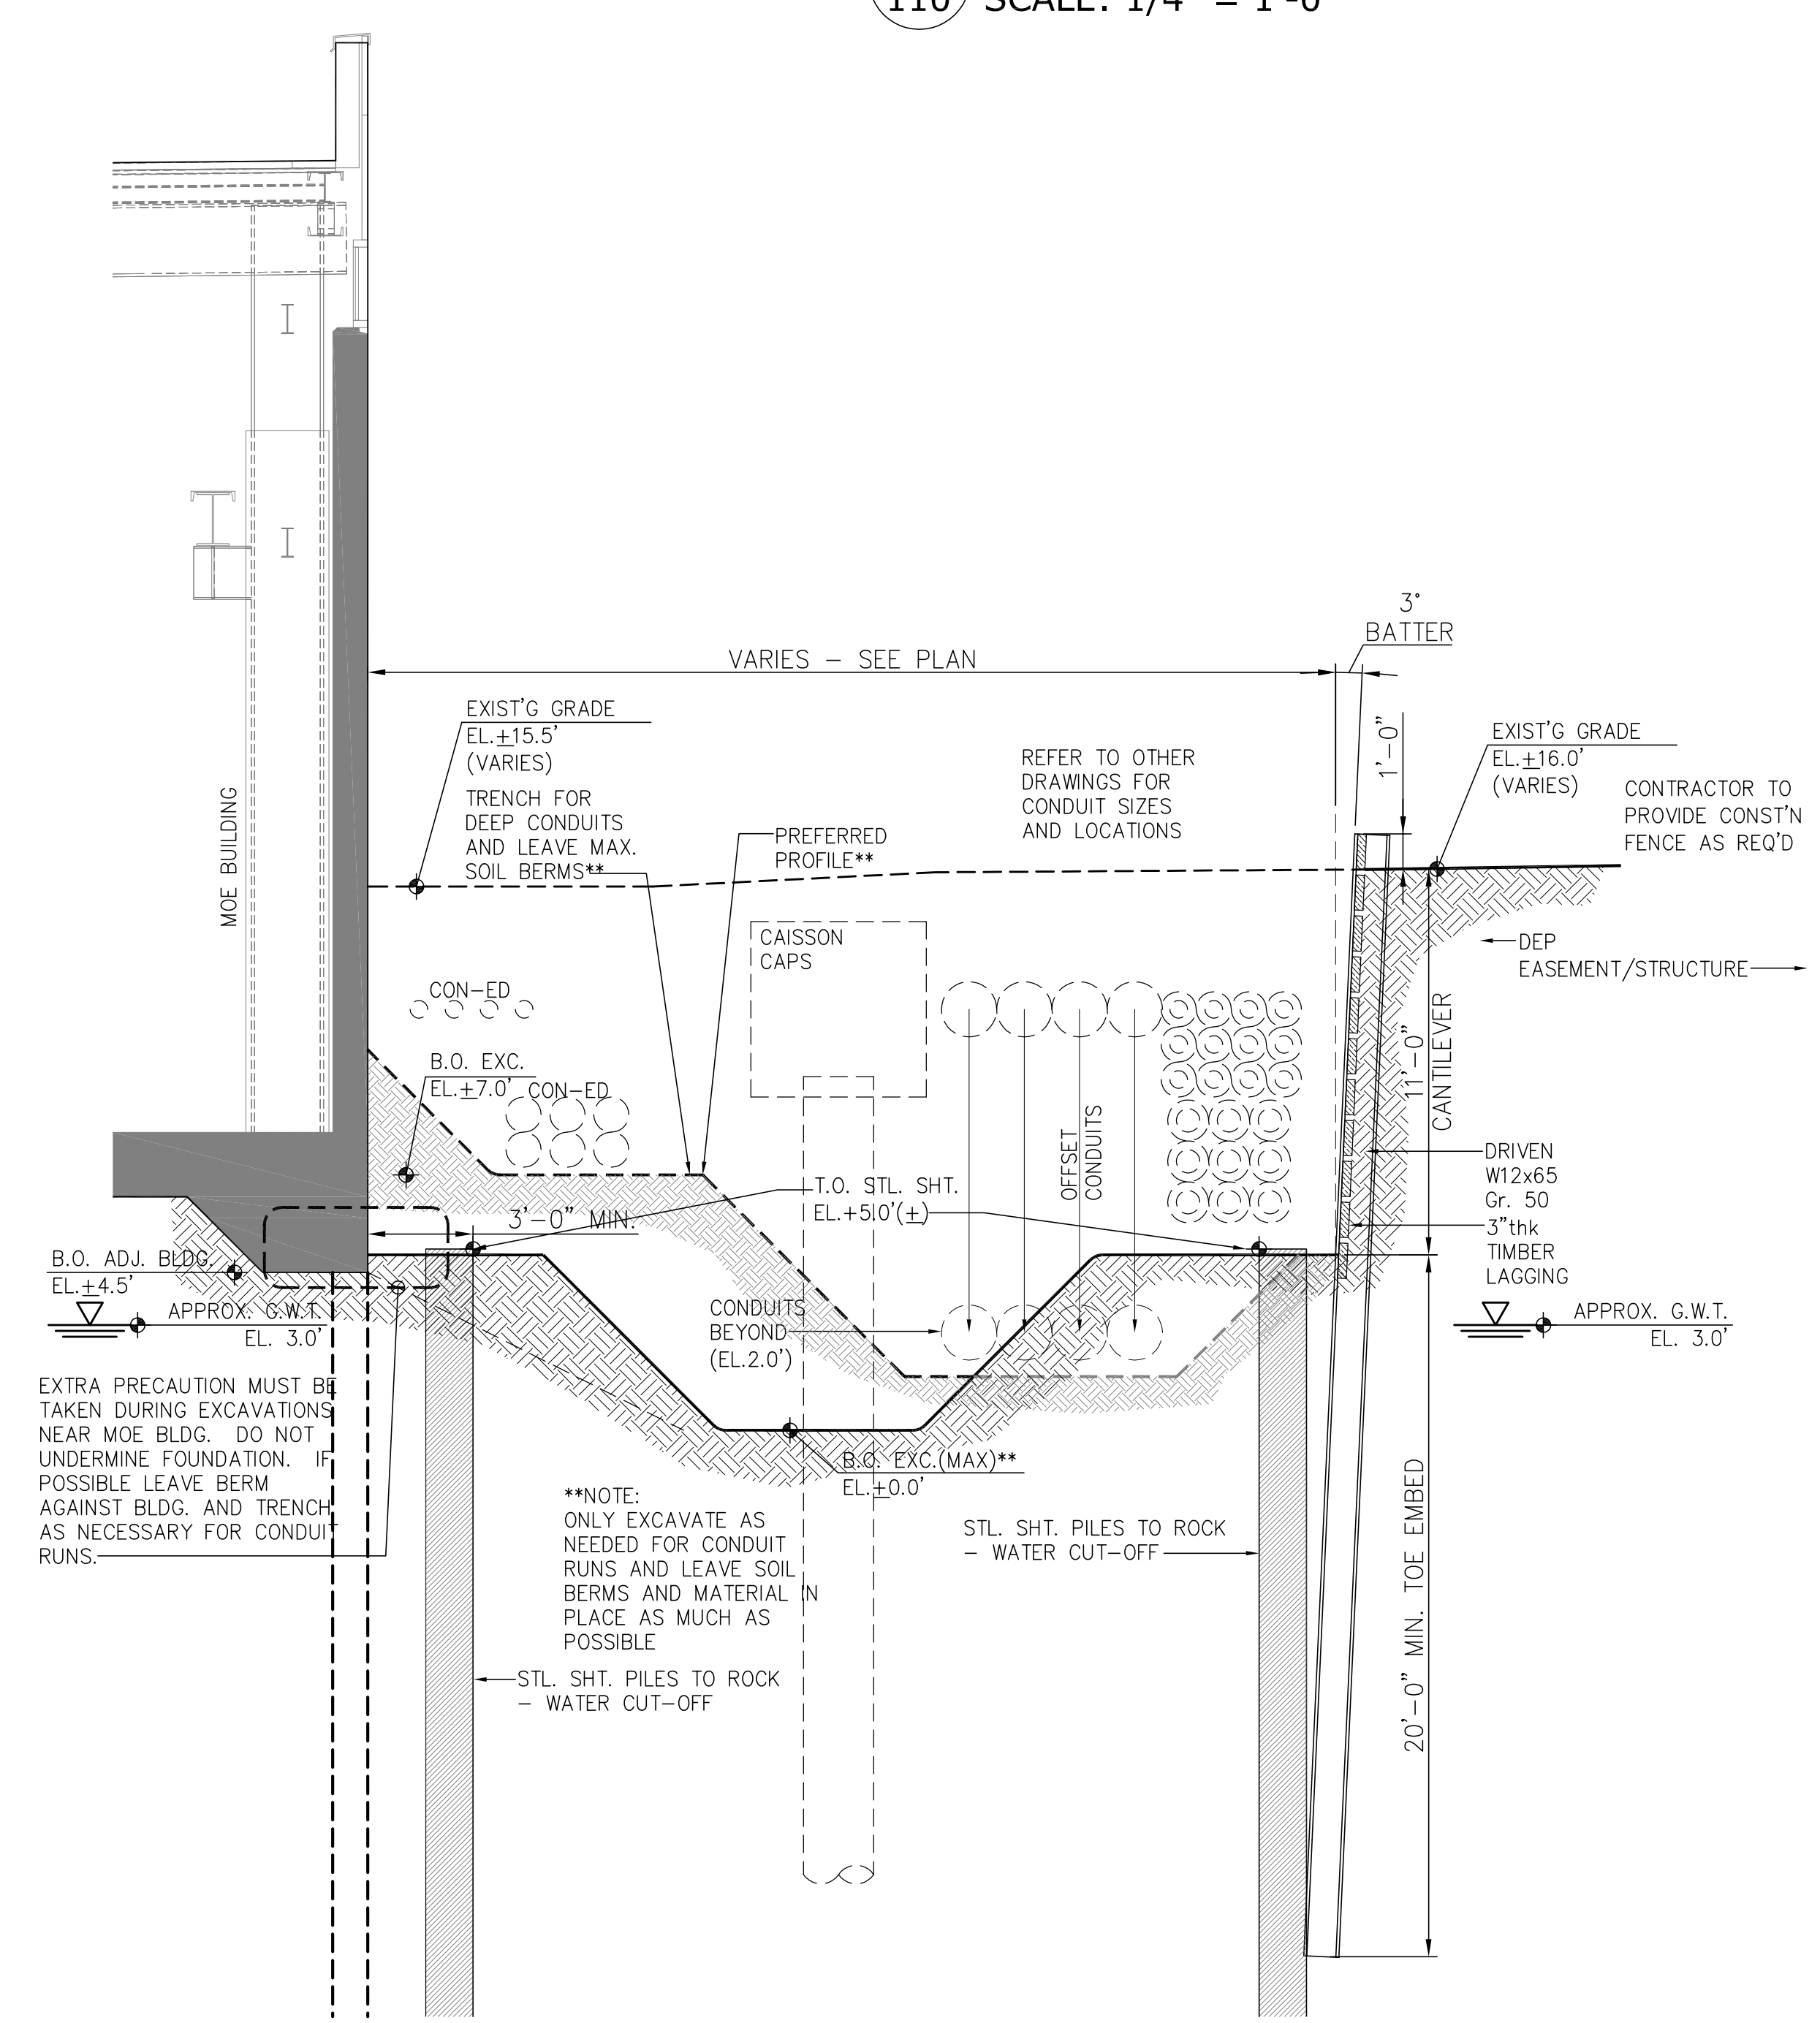 110 SCALE: 1/4" = 1'-0"
3°
BATTER
VARIES – SEE PLAN
EXIST'G GRADE
EL.±15.5'
(VARIES)
TRENCH FOR
DEEP CONDUITS
AND LEAVE MAX.
SOIL BERMS**
PREFERRED
PROFILE**
REFER TO OTHER
DRAWINGS FOR
CONDUIT SIZES
AND LOCATIONS
1'-0"
EXIST'G GRADE
EL.±16.0'
(VARIES)
CONTRACTOR TO
PROVIDE CONST'N
FENCE AS REQ'D
MOE BUILDING
CAISSON
CAPS
DEP
EASEMENT/STRUCTURE
CON-ED
B.O. EXC.
EL.±7.0'
CON-ED
OFFSET
CONDUITS
11'-0"
CANTILEVER
DRIVEN
W12x65
Gr. 50
3"thk
TIMBER
LAGGING
T.O. STL. SHT.
EL.+5.0'(±)
3'-0" MIN.
B.O. ADJ. BLDG.
EL.±4.5'
APPROX. G.W.T.
EL. 3.0'
CONDUITS
BEYOND
(EL.2.0')
APPROX. G.W.T.
EL. 3.0'
EXTRA PRECAUTION MUST BE
TAKEN DURING EXCAVATIONS
NEAR MOE BLDG. DO NOT
UNDERMINE FOUNDATION. IF
POSSIBLE LEAVE BERM
AGAINST BLDG. AND TRENCH
AS NECESSARY FOR CONDUIT
RUNS.
B.O. EXC.(MAX)**
EL.±0.0'
**NOTE:
ONLY EXCAVATE AS
NEEDED FOR CONDUIT
RUNS AND LEAVE SOIL
BERMS AND MATERIAL IN
PLACE AS MUCH AS
POSSIBLE
STL. SHT. PILES TO ROCK
– WATER CUT-OFF
20'-0" MIN. TOE EMBED
STL. SHT. PILES TO ROCK
– WATER CUT-OFF